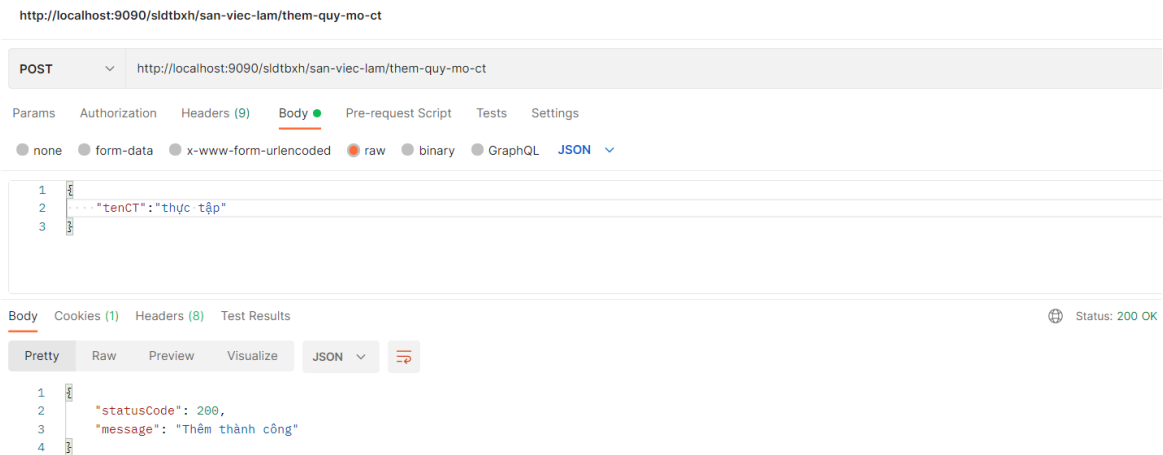 http://localhost:9090/sldtbxh/san-viec-lam/them-quy-mo-ct
POST http://localhost:9090/sldtbxh/san-viec-lam/them-quy-mo-ct
Params Authorization Headers (9) Body Pre-request Script Tests Settings
none form-data x-www-form-urlencoded raw binary GraphQL JSON
1 {
2 "tenCT":"thực tập"
3 }
Body Cookies (1) Headers (8) Test Results Status: 200 OK
Pretty Raw Preview Visualize JSON
1 {
2 "statusCode": 200,
3 "message": "Thêm thành công"
4 }